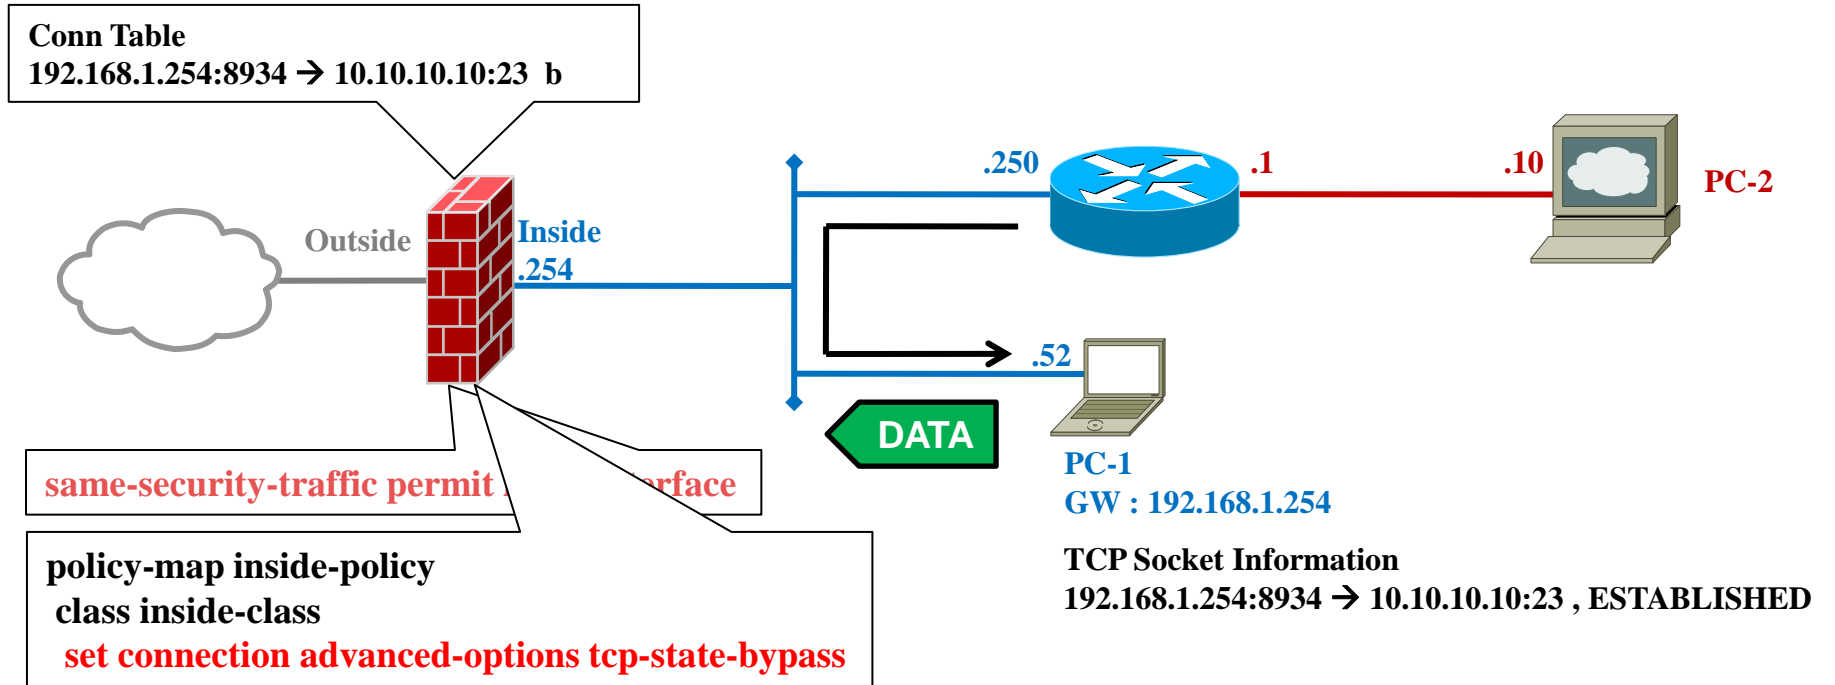 Conn Table
192.168.1.254:8934 → 10.10.10.10:23 b
Outside
Inside
.254
.250
.1
.10
PC-2
.52
DATA
PC-1
GW : 192.168.1.254
TCP Socket Information
192.168.1.254:8934 → 10.10.10.10:23 , ESTABLISHED
same-security-traffic permit erface
policy-map inside-policy
class inside-class
set connection advanced-options tcp-state-bypass